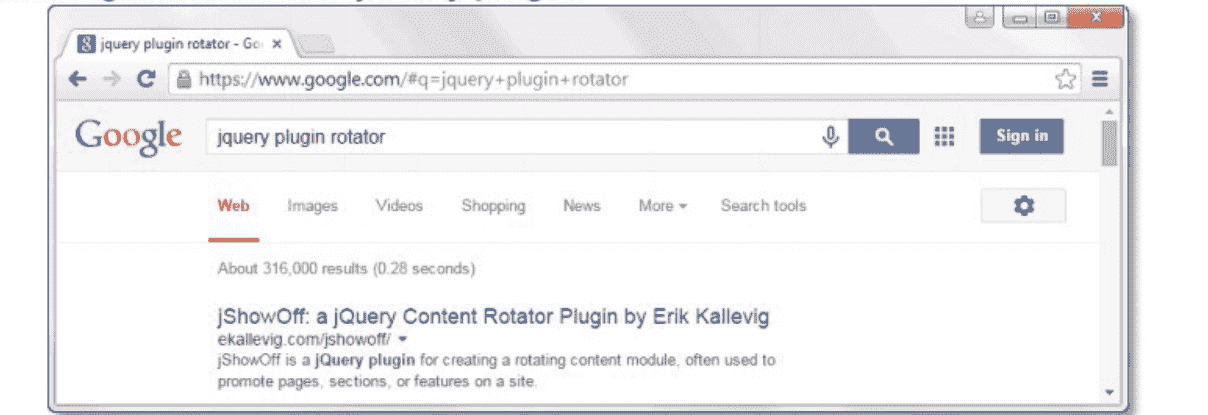 jquery plugin rotator - Go
https://www.google.com/#q=jquery+plugin+rotator
Google
jquery plugin rotator
Sign in
Web Images Videos Shopping News More Search tools
About 316,000 results (0.28 seconds)
jShowOff: a jQuery Content Rotator Plugin by Erik Kallevig
ekallevig.com/jshowoff/
jShowOff is a jQuery plugin for creating a rotating content module, often used to
promote pages, sections, or features on a site.